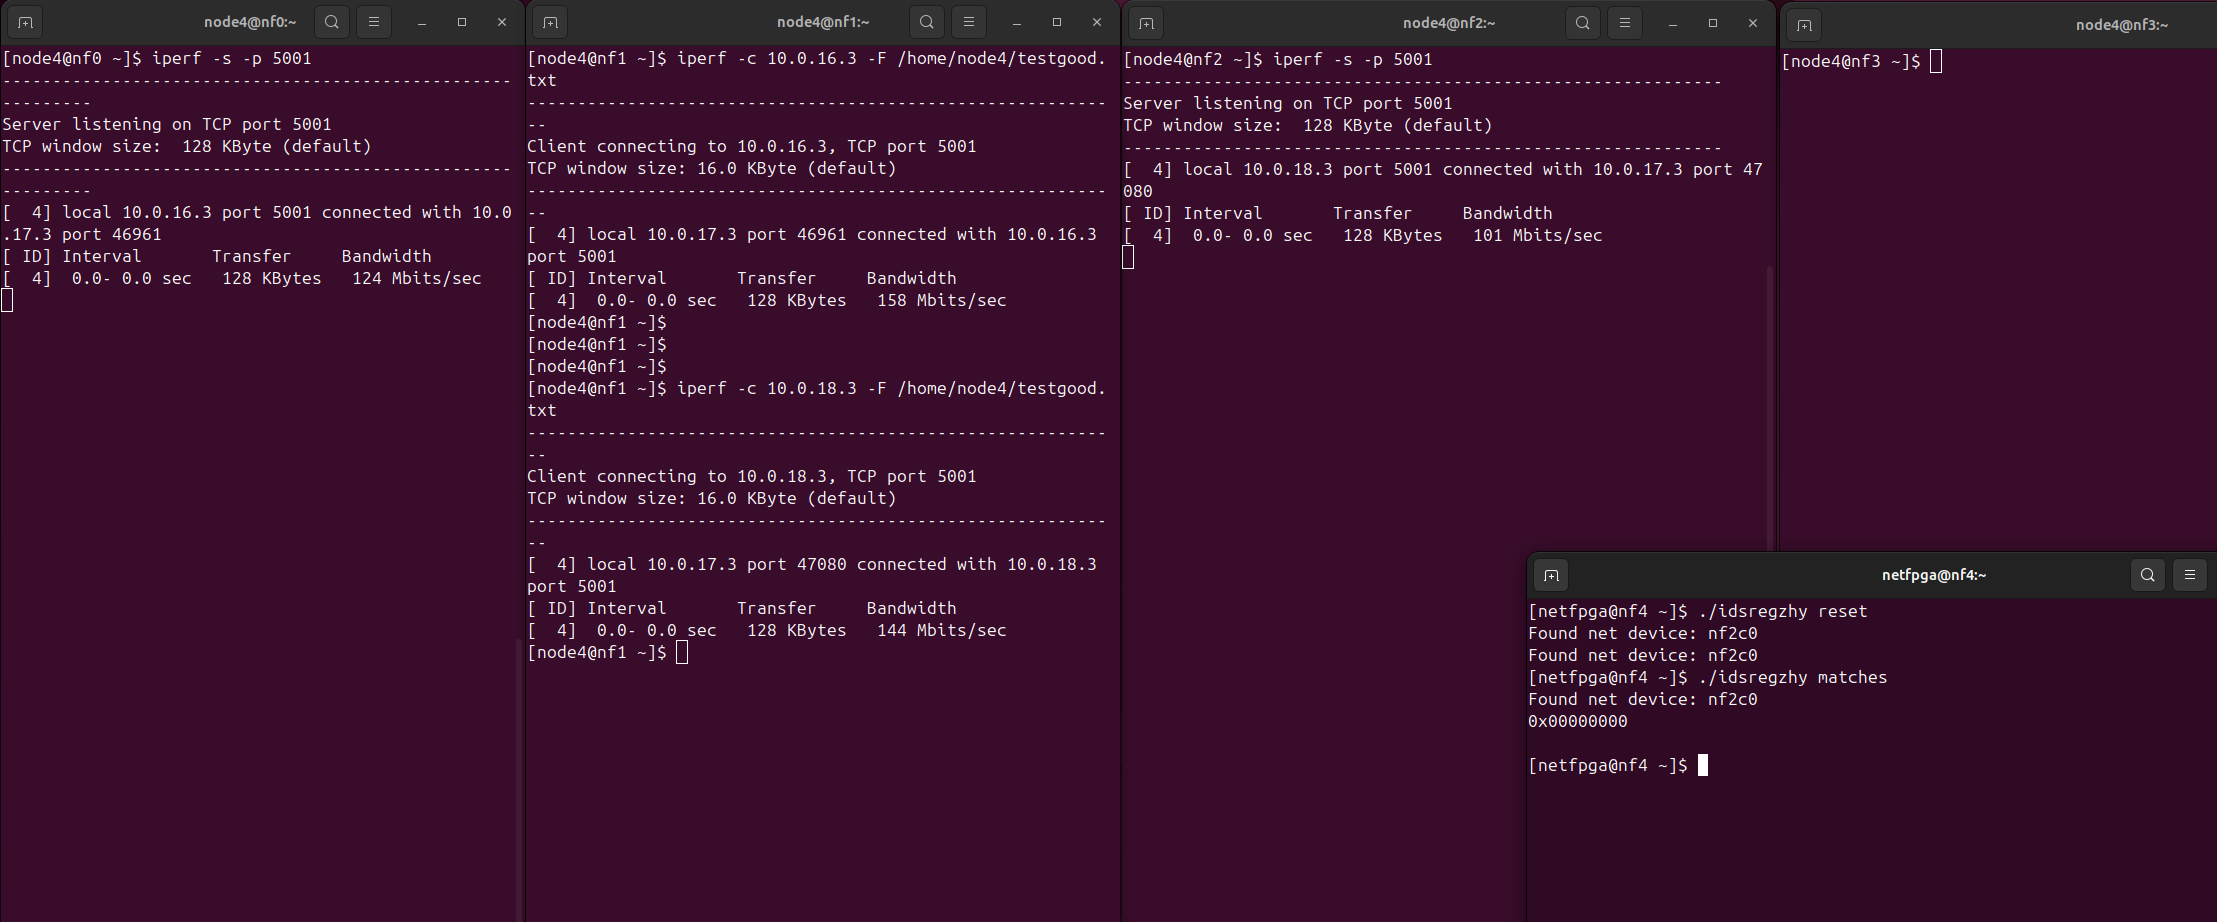 node4@nf0:~
[node4@nf0 ~]$ iperf -s -p 5001
---------------------------------------------------
---------
Server listening on TCP port 5001
TCP window size:  128 KByte (default)
---------------------------------------------------
---------
[  4] local 10.0.16.3 port 5001 connected with 10.0
.17.3 port 46961
[ ID] Interval       Transfer     Bandwidth
[  4]  0.0- 0.0 sec   128 KBytes   124 Mbits/sec
node4@nf1:~
[node4@nf1 ~]$ iperf -c 10.0.16.3 -F /home/node4/testgood.
txt
----------------------------------------------------------
--
Client connecting to 10.0.16.3, TCP port 5001
TCP window size: 16.0 KByte (default)
----------------------------------------------------------
--
[  4] local 10.0.17.3 port 46961 connected with 10.0.16.3
port 5001
[ ID] Interval       Transfer     Bandwidth
[  4]  0.0- 0.0 sec   128 KBytes   158 Mbits/sec
[node4@nf1 ~]$
[node4@nf1 ~]$
[node4@nf1 ~]$
[node4@nf1 ~]$ iperf -c 10.0.18.3 -F /home/node4/testgood.
txt
----------------------------------------------------------
--
Client connecting to 10.0.18.3, TCP port 5001
TCP window size: 16.0 KByte (default)
----------------------------------------------------------
--
[  4] local 10.0.17.3 port 47080 connected with 10.0.18.3
port 5001
[ ID] Interval       Transfer     Bandwidth
[  4]  0.0- 0.0 sec   128 KBytes   144 Mbits/sec
[node4@nf1 ~]$
node4@nf2:~
[node4@nf2 ~]$ iperf -s -p 5001
------------------------------------------------------------
Server listening on TCP port 5001
TCP window size:  128 KByte (default)
------------------------------------------------------------
[  4] local 10.0.18.3 port 5001 connected with 10.0.17.3 port 47
080
[ ID] Interval       Transfer     Bandwidth
[  4]  0.0- 0.0 sec   128 KBytes   101 Mbits/sec
node4@nf3:~
[node4@nf3 ~]$
netfpga@nf4:~
[netfpga@nf4 ~]$ ./idsregzhy reset
Found net device: nf2c0
Found net device: nf2c0
[netfpga@nf4 ~]$ ./idsregzhy matches
Found net device: nf2c0
0x00000000
[netfpga@nf4 ~]$